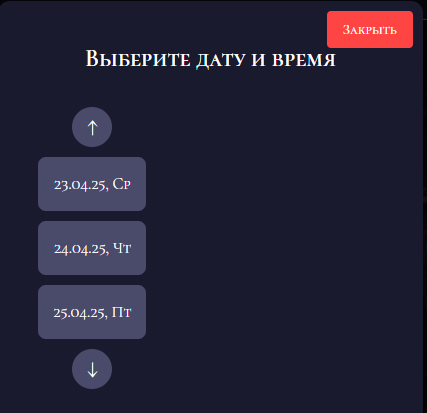 Закрыть
Выберите дату и время
↑
23.04.25, Ср
24.04.25, Чт
25.04.25, Пт
↓